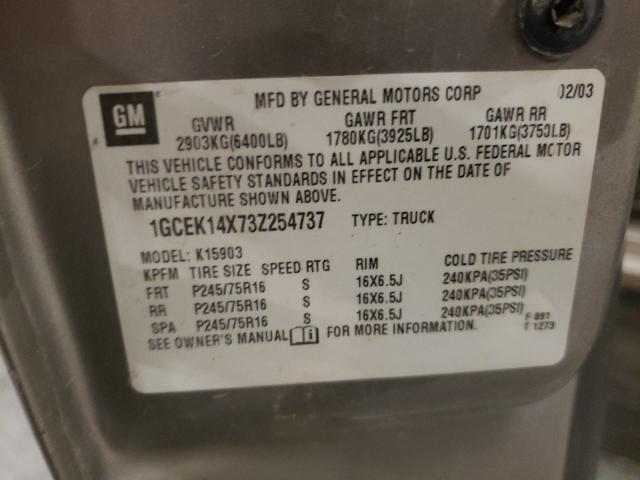 GM
MFD BY GENERAL MOTORS CORP 02/03
GVWR GAWR FRT GAWR RR
2903KG(6400LB) 1780KG(3925LB) 1701KG(3750LB)
THIS VEHICLE CONFORMS TO ALL APPLICABLE U.S. FEDERAL MOTOR
VEHICLE SAFETY STANDARDS IN EFFECT ON THE DATE OF
MANUFACTURE SHOWN ABOVE.
1GCEK14X73Z254737 TYPE: TRUCK
MODEL: K15903
KPFM TIRE SIZE SPEED RTG RIM COLD TIRE PRESSURE
FRT P245/75R16 S 16X6.5J 240KPA(35PSI)
RR P245/75R16 S 16X6.5J 240KPA(35PSI)
SPA P245/75R16 S 16X6.5J 240KPA(35PSI)
SEE OWNER'S MANUAL i FOR MORE INFORMATION.
F 891
T 1273